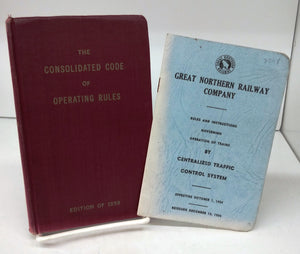 THE
CONSOLIDATED CODE
OF
OPERATING RULES
EDITION OF 1959
GREAT NORTHERN RAILWAY
COMPANY
RULES AND INSTRUCTIONS
GOVERNING
OPERATION OF TRAINS
BY
CENTRALIZED TRAFFIC
CONTROL SYSTEM
EFFECTIVE OCTOBER 1, 1954
REVISED DECEMBER 15, 1956